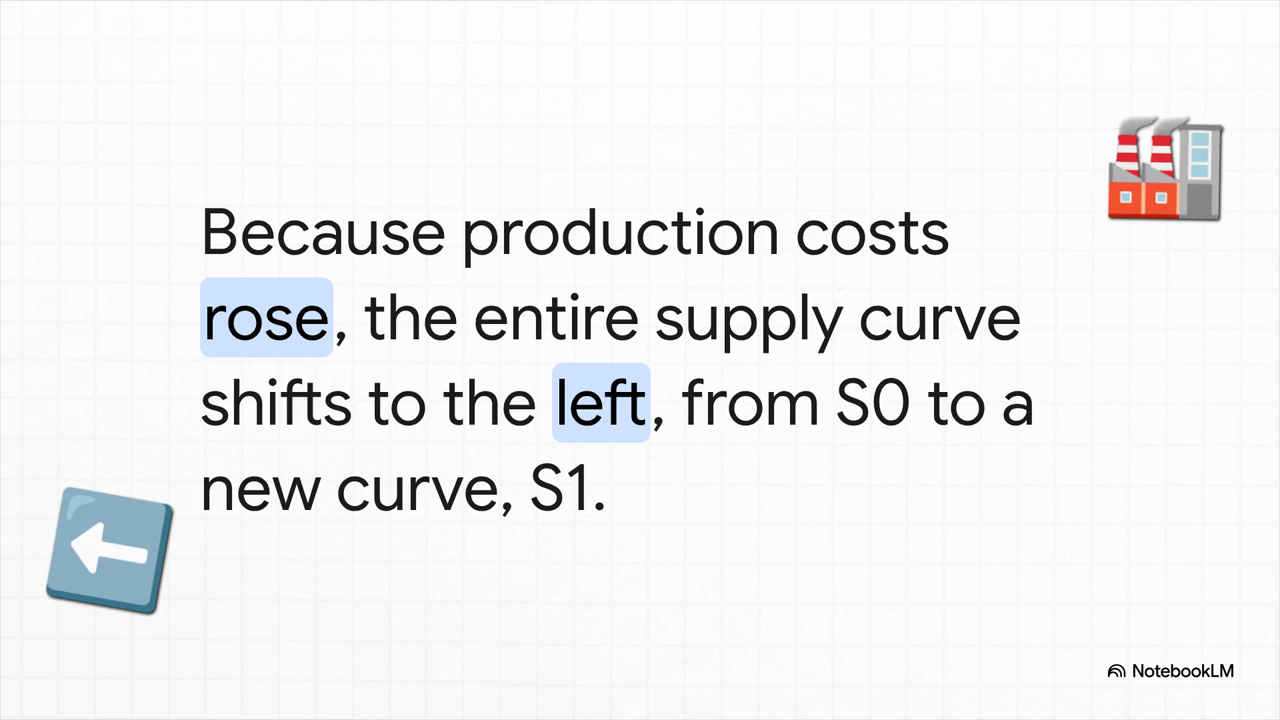 Because production costs
rose, the entire supply curve
shifts to the left, from S0 to a
new curve, S1.
NotebookLM